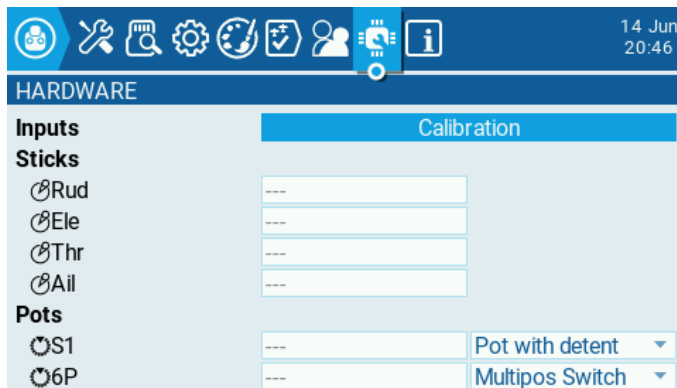 14 Jun
20:46
HARDWARE
Inputs Calibration
Sticks
Rud ---
Ele ---
Thr ---
Ail ---
Pots
S1 --- Pot with detent
6P --- Multipos Switch